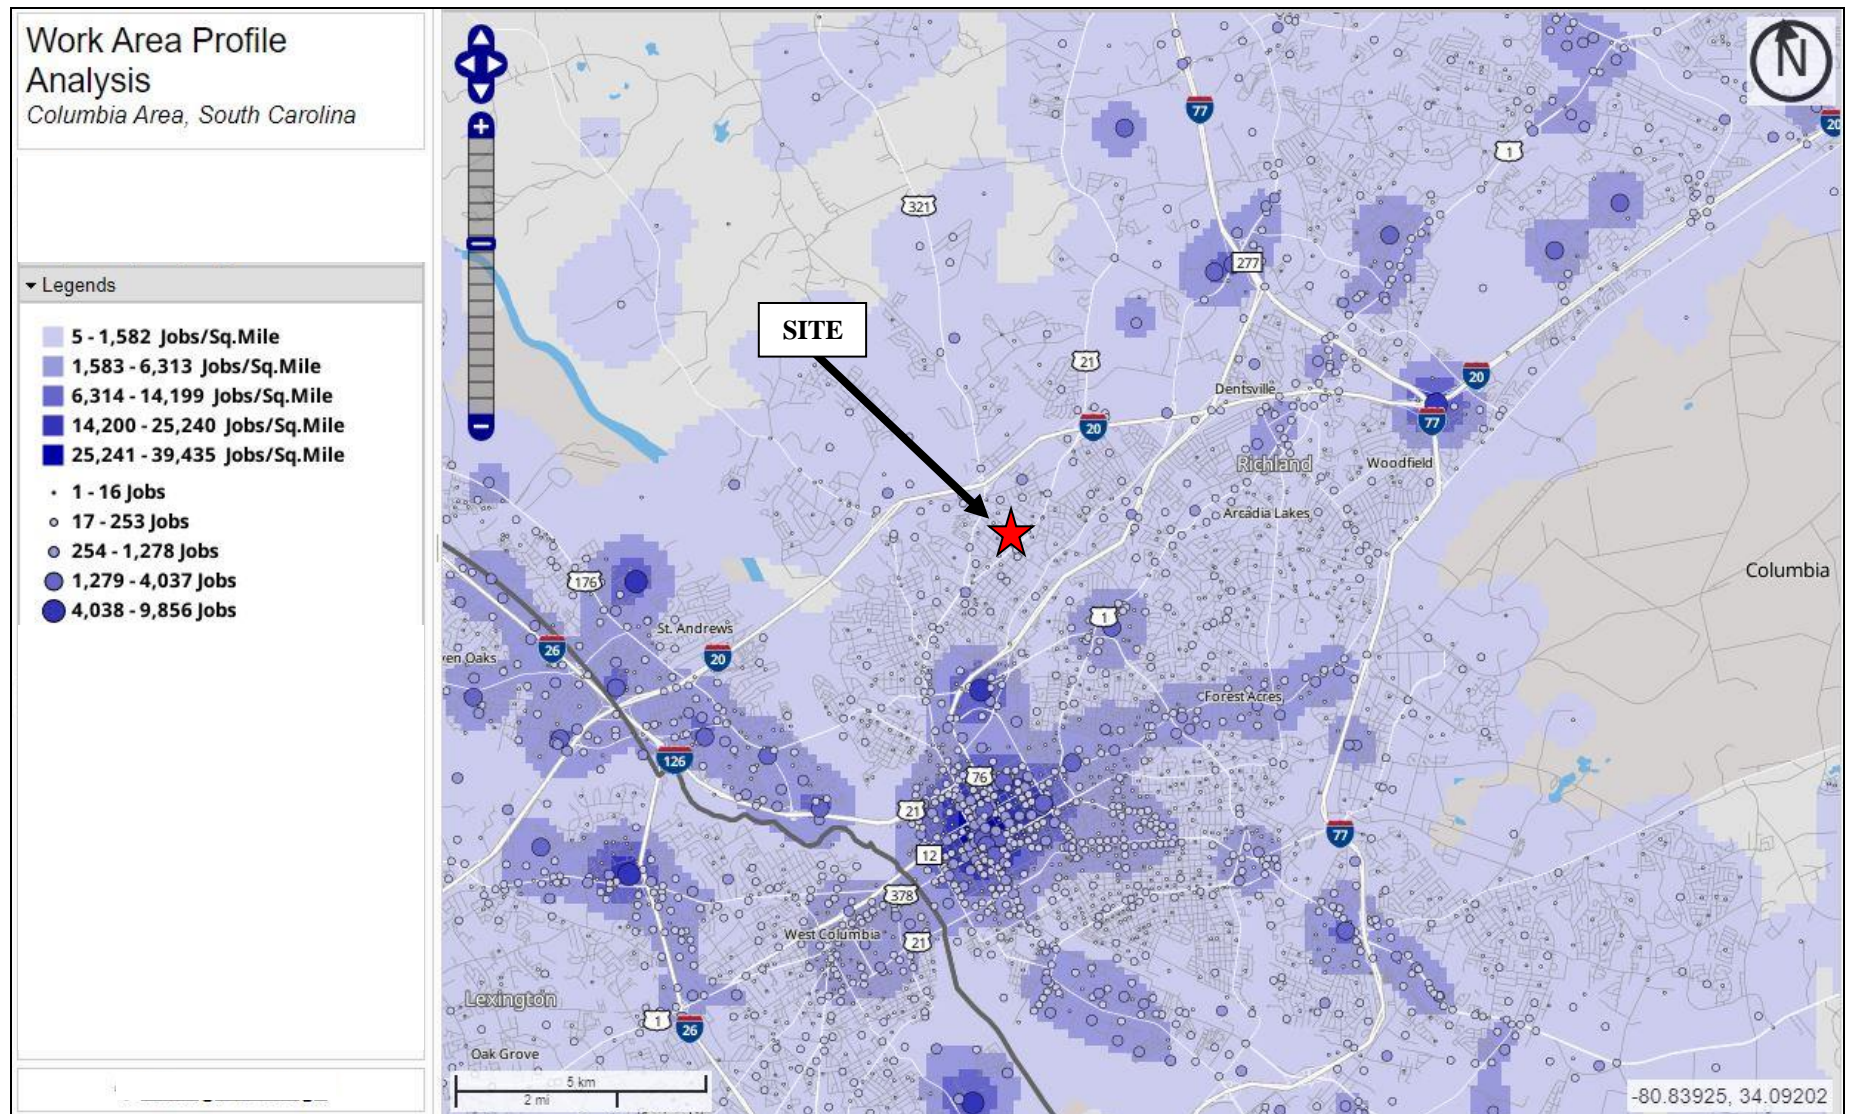 Work Area Profile
Analysis
Columbia Area, South Carolina
Legends
5 - 1,582 Jobs/Sq.Mile
1,583 - 6,313 Jobs/Sq.Mile
6,314 - 14,199 Jobs/Sq.Mile
14,200 - 25,240 Jobs/Sq.Mile
25,241 - 39,435 Jobs/Sq.Mile
1 - 16 Jobs
17 - 253 Jobs
254 - 1,278 Jobs
1,279 - 4,037 Jobs
4,038 - 9,856 Jobs
N
77
20
1
321
277
SITE
21
20
Dentsville
20
77
Richland
Woodfield
Arcadia Lakes
Columbia
176
1
St. Andrews
26
20
ven Oaks
Forest Acres
126
76
21
77
12
378
West Columbia
21
Lexington
1
26
Oak Grove
5 km
2 mi
-80.83925, 34.09202